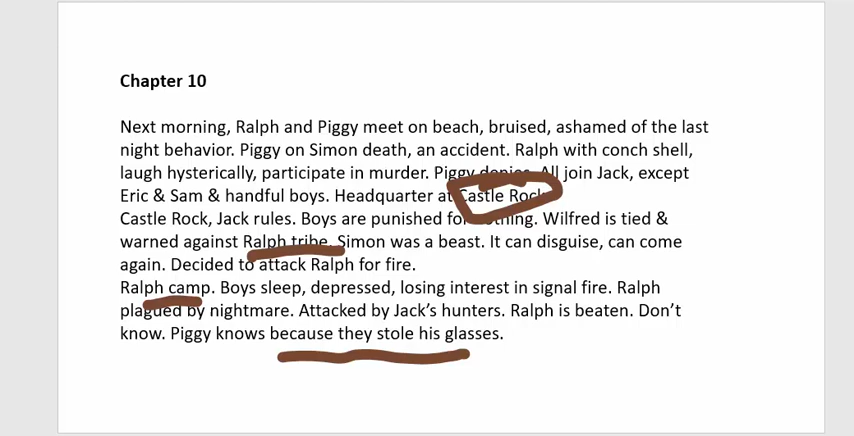 Chapter 10
Next morning, Ralph and Piggy meet on beach, bruised, ashamed of the last
night behavior. Piggy on Simon death, an accident. Ralph with conch shell,
laugh hysterically, participate in murder. Piggy denies. All join Jack, except
Eric & Sam & handful boys. Headquarter at Castle Rock.
Castle Rock, Jack rules. Boys are punished for nothing. Wilfred is tied &
warned against Ralph tribe. Simon was a beast. It can disguise, can come
again. Decided to attack Ralph for fire.
Ralph camp. Boys sleep, depressed, losing interest in signal fire. Ralph
plagued by nightmare. Attacked by Jack’s hunters. Ralph is beaten. Don’t
know. Piggy knows because they stole his glasses.